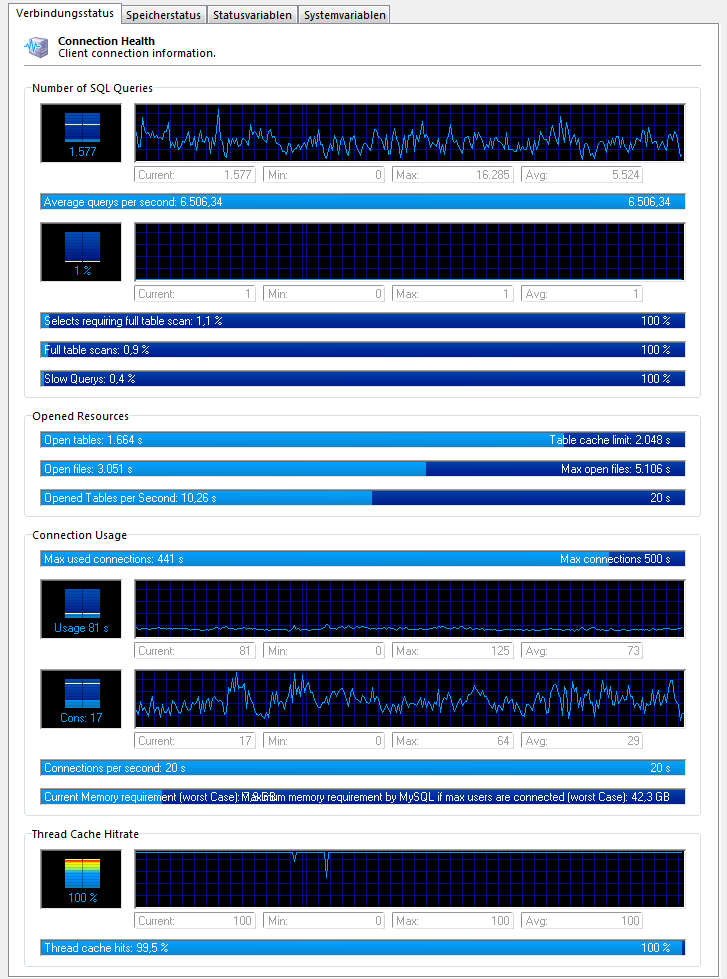 Verbindungsstatus Speicherstatus Statusvariablen Systemvariablen
Connection Health
Client connection information.
Number of SQL Queries
1.577
Current: 1.577 Min: 0 Max: 16.285 Avg: 5.524
Average querys per second: 6.506,34 6.506,34
1 %
Current: 1 Min: 0 Max: 1 Avg: 1
Selects requiring full table scan: 1,1 % 100 %
Full table scans: 0,9 % 100 %
Slow Querys: 0,4 % 100 %
Opened Resources
Open tables: 1.664 s Table cache limit: 2.048 s
Open files: 3.051 s Max open files: 5.106 s
Opened Tables per Second: 10,26 s 20 s
Connection Usage
Max used connections: 441 s Max connections 500 s
Usage 81 s
Current: 81 Min: 0 Max: 125 Avg: 73
Cons: 17
Current: 17 Min: 0 Max: 64 Avg: 29
Connections per second: 20 s 20 s
Current Memory requirement (worst Case): 7,9 GB Maximum memory requirement by MySQL if max users are connected (worst Case): 42,3 GB
Thread Cache Hitrate
100 %
Current: 100 Min: 0 Max: 100 Avg: 100
Thread cache hits: 99,5 % 100 %